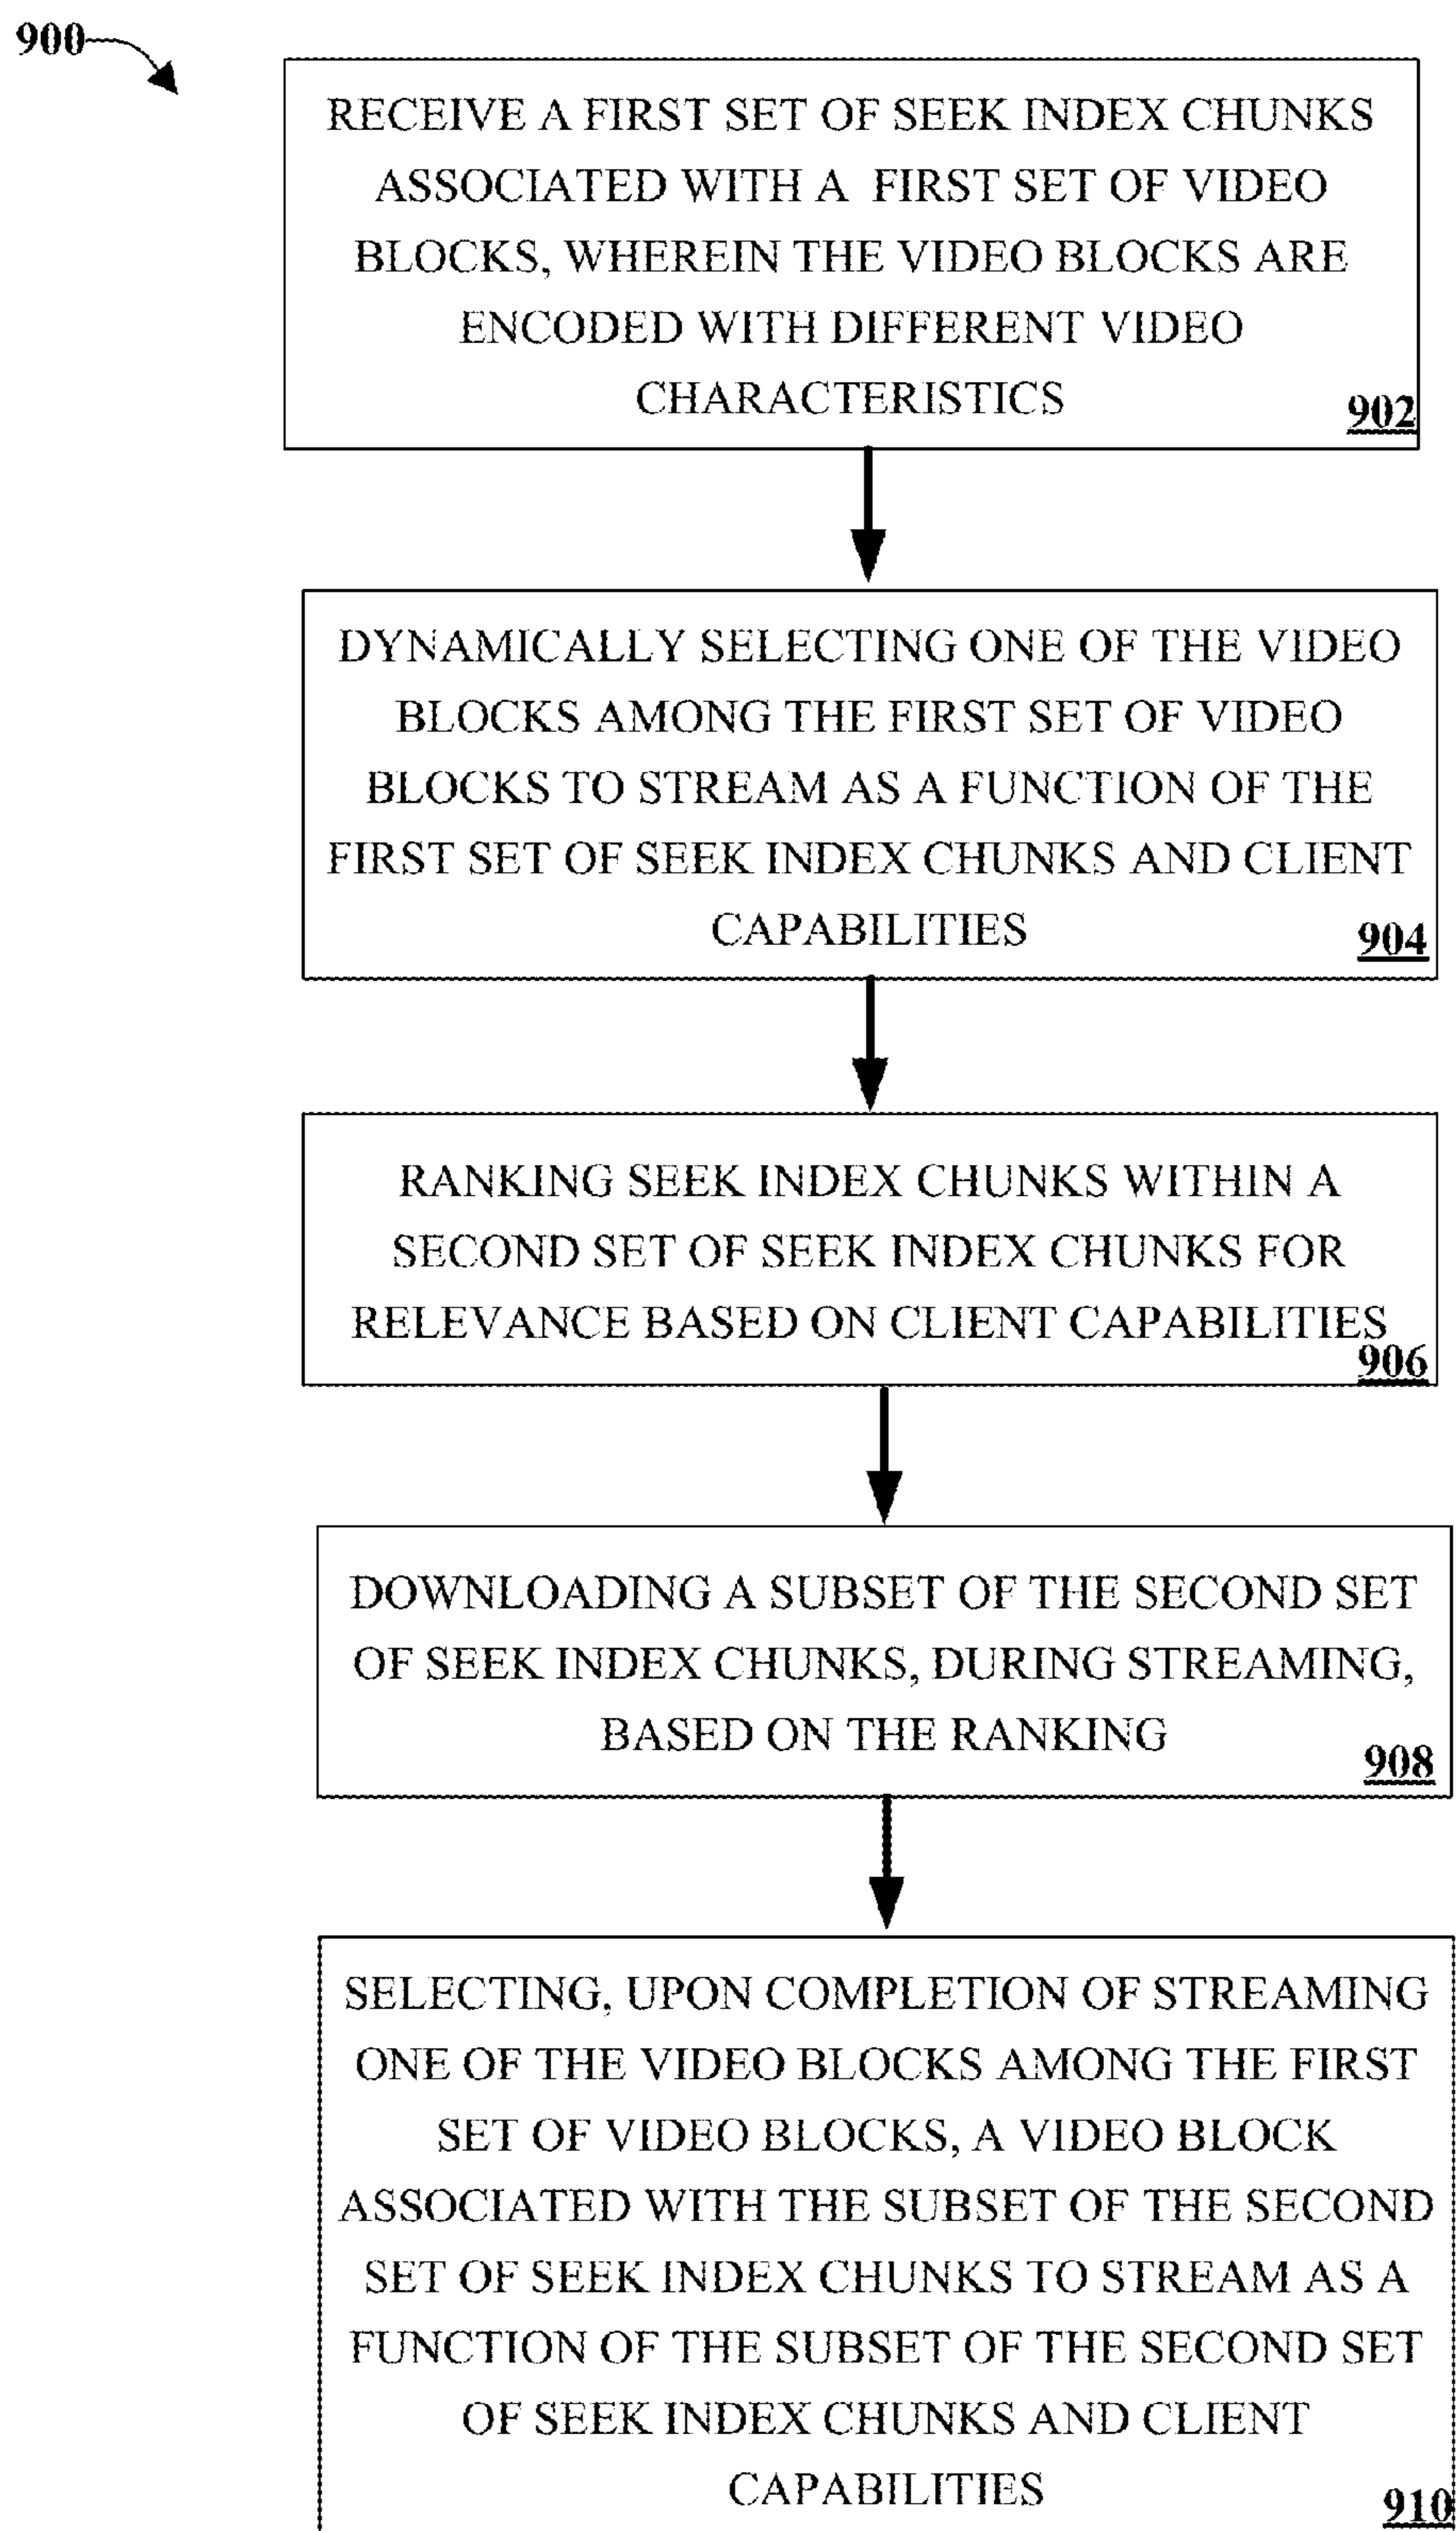 900
RECEIVE A FIRST SET OF SEEK INDEX CHUNKS
ASSOCIATED WITH A FIRST SET OF VIDEO
BLOCKS, WHEREIN THE VIDEO BLOCKS ARE
ENCODED WITH DIFFERENT VIDEO
CHARACTERISTICS
902
DYNAMICALLY SELECTING ONE OF THE VIDEO
BLOCKS AMONG THE FIRST SET OF VIDEO
BLOCKS TO STREAM AS A FUNCTION OF THE
FIRST SET OF SEEK INDEX CHUNKS AND CLIENT
CAPABILITIES
904
RANKING SEEK INDEX CHUNKS WITHIN A
SECOND SET OF SEEK INDEX CHUNKS FOR
RELEVANCE BASED ON CLIENT CAPABILITIES
906
DOWNLOADING A SUBSET OF THE SECOND SET
OF SEEK INDEX CHUNKS, DURING STREAMING,
BASED ON THE RANKING
908
SELECTING, UPON COMPLETION OF STREAMING
ONE OF THE VIDEO BLOCKS AMONG THE FIRST
SET OF VIDEO BLOCKS, A VIDEO BLOCK
ASSOCIATED WITH THE SUBSET OF THE SECOND
SET OF SEEK INDEX CHUNKS TO STREAM AS A
FUNCTION OF THE SUBSET OF THE SECOND SET
OF SEEK INDEX CHUNKS AND CLIENT
CAPABILITIES
910